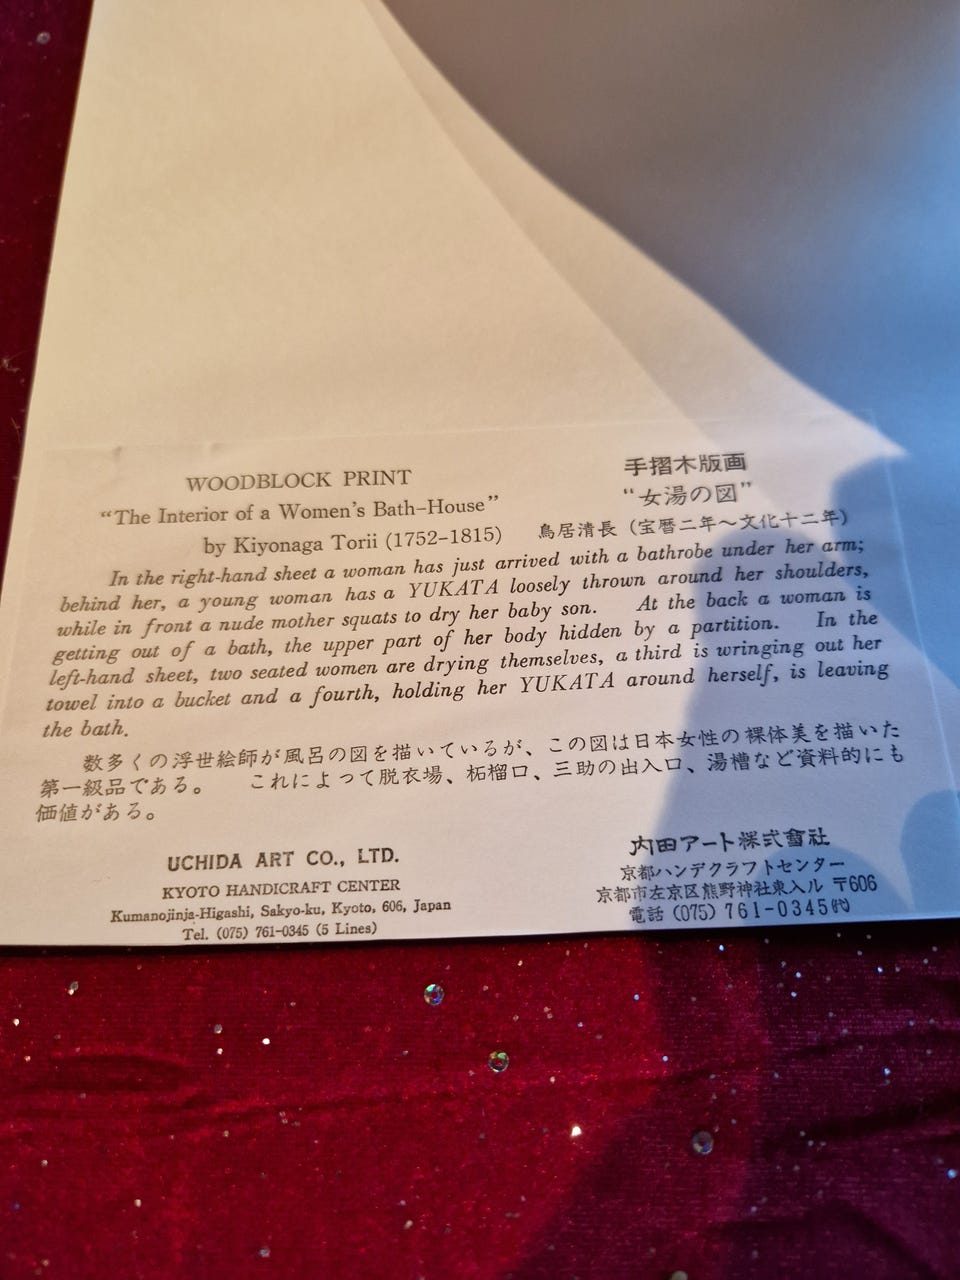 WOODBLOCK PRINT
“The Interior of a Women's Bath-House”
by Kiyonaga Torii (1752-1815)
手摺木版画
“女湯の図”
鳥居清長（宝暦二年～文化十二年）
In the right-hand sheet a woman has just arrived with a bathrobe under her arm;
behind her, a young woman has a YUKATA loosely thrown around her shoulders,
while in front a nude mother squats to dry her baby son. At the back a woman is
getting out of a bath, the upper part of her body hidden by a partition. In the
left-hand sheet, two seated women are drying themselves, a third is wringing out her
towel into a bucket and a fourth, holding her YUKATA around herself, is leaving
the bath.
数多くの浮世絵師が風呂の図を描いているが、この図は日本女性の裸体美を描いた
第一級品である。 これによって脱衣場、柘榴口、三助の出入口、湯槽など資料的にも
価値がある。
UCHIDA ART CO., LTD.
KYOTO HANDICRAFT CENTER
Kumanojinja-Higashi, Sakyo-ku, Kyoto, 606, Japan
Tel. (075) 761-0345 (5 Lines)
内田アート株式會社
京都ハンデクラフトセンター
京都市左京区熊野神社東入ル 〒606
電話 (075) 761-0345㈹